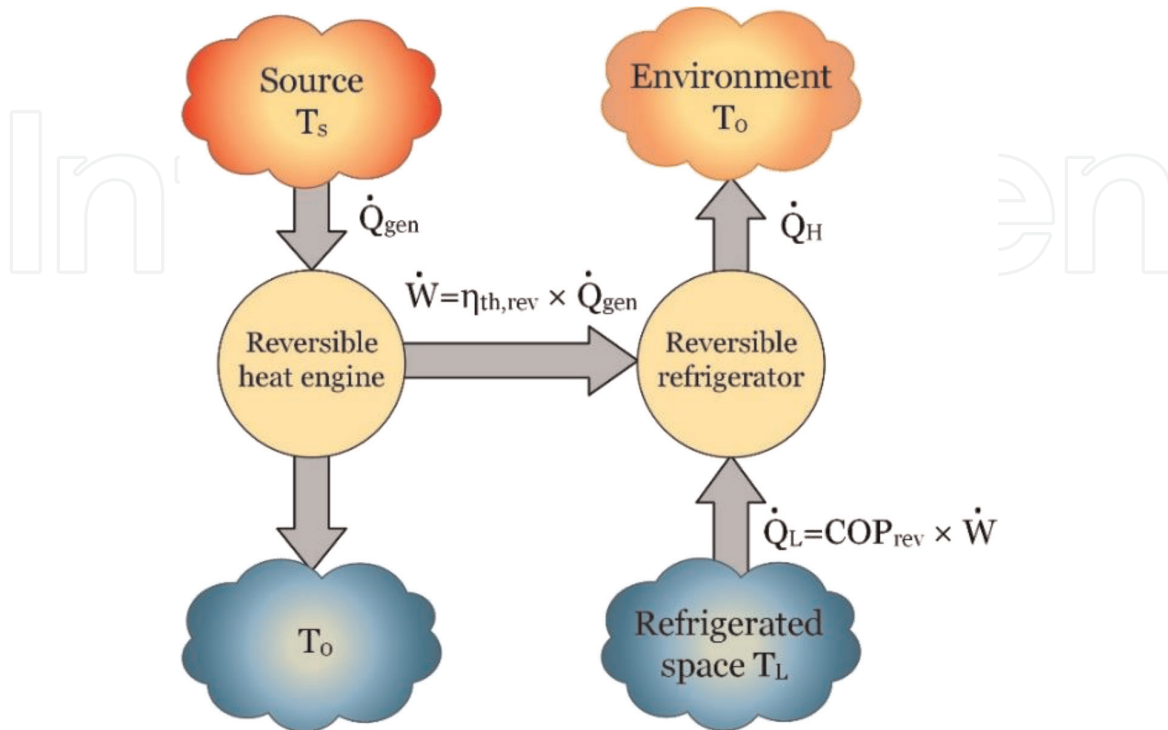 Source
Tₛ
Environment
Tₒ
Q̇gen
Q̇H
Ẇ=ηth,rev × Q̇gen
Reversible
heat engine
Reversible
refrigerator
Q̇L=COPrev × Ẇ
Tₒ
Refrigerated
space TL